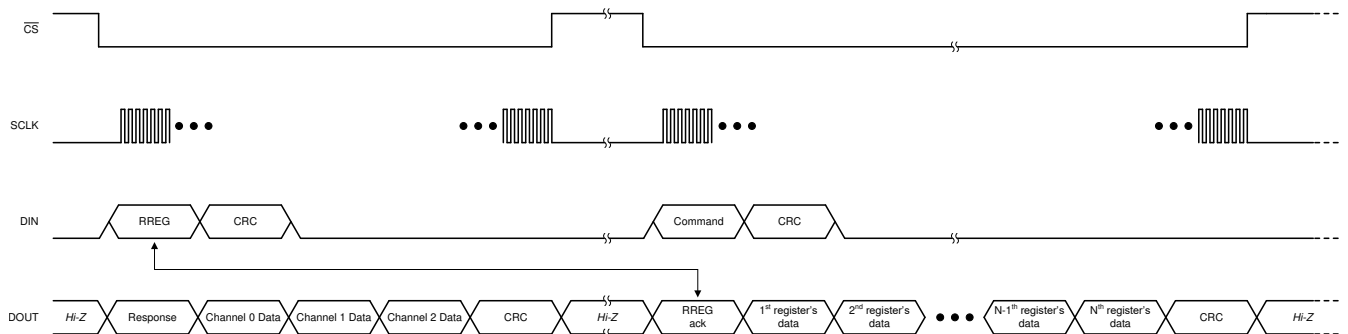 CS
SCLK
DIN
RREG
CRC
Command
CRC
DOUT
Hi-Z
Response
Channel 0 Data
Channel 1 Data
Channel 2 Data
CRC
Hi-Z
RREG
ack
1st register's
data
2nd register's
data
N-1th register's
data
Nth register's
data
CRC
Hi-Z